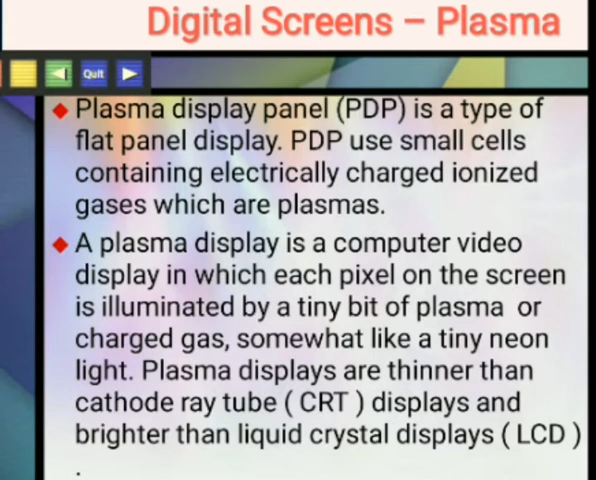 Digital Screens – Plasma
Quit
Plasma display panel (PDP) is a type of
flat panel display. PDP use small cells
containing electrically charged ionized
gases which are plasmas.
A plasma display is a computer video
display in which each pixel on the screen
is illuminated by a tiny bit of plasma or
charged gas, somewhat like a tiny neon
light. Plasma displays are thinner than
cathode ray tube ( CRT ) displays and
brighter than liquid crystal displays ( LCD )
.